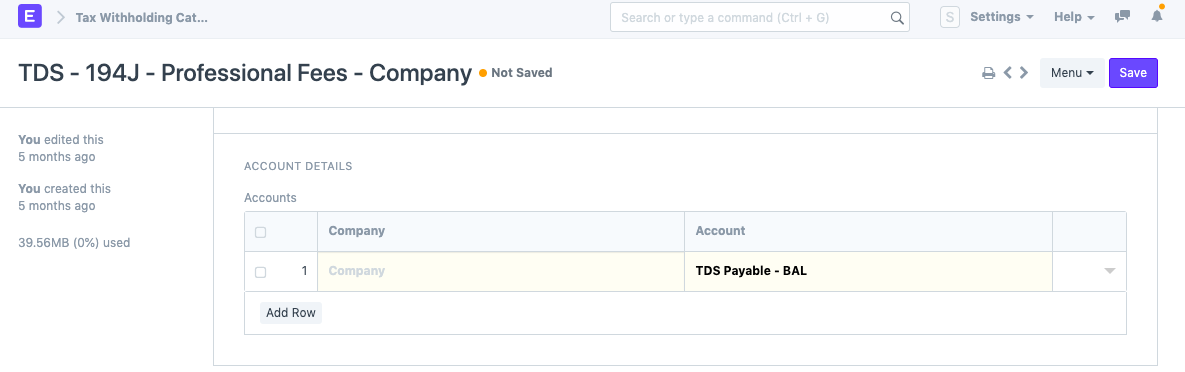 E Tax Withholding Cat... Search or type a command (Ctrl + G) S Settings Help
TDS - 194J - Professional Fees - Company Not Saved Menu Save
You edited this
5 months ago
You created this
5 months ago
39.56MB (0%) used
ACCOUNT DETAILS
Accounts
Company Account
1 Company TDS Payable - BAL
Add Row